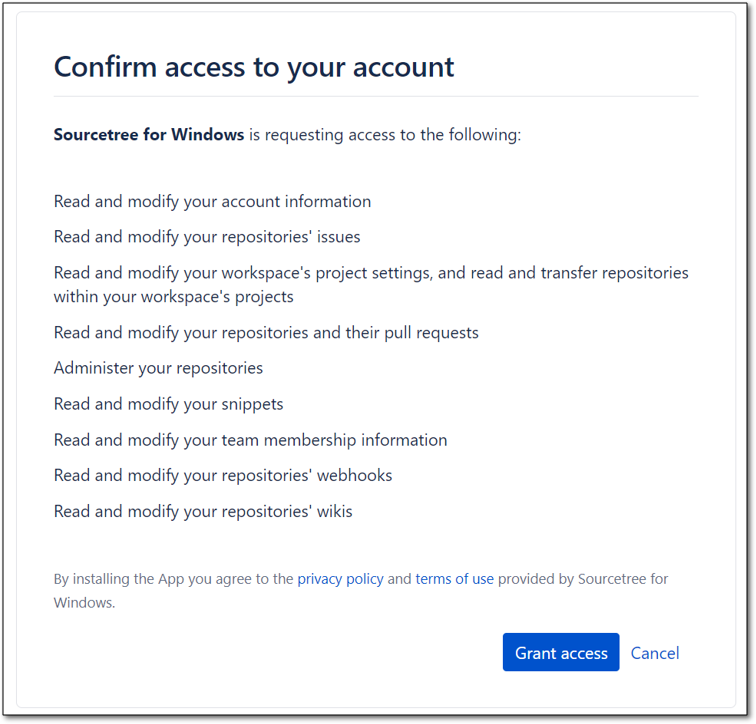 Confirm access to your account
Sourcetree for Windows is requesting access to the following:
Read and modify your account information
Read and modify your repositories' issues
Read and modify your workspace's project settings, and read and transfer repositories
within your workspace's projects
Read and modify your repositories and their pull requests
Administer your repositories
Read and modify your snippets
Read and modify your team membership information
Read and modify your repositories' webhooks
Read and modify your repositories' wikis
By installing the App you agree to the privacy policy and terms of use provided by Sourcetree for
Windows.
Grant access Cancel